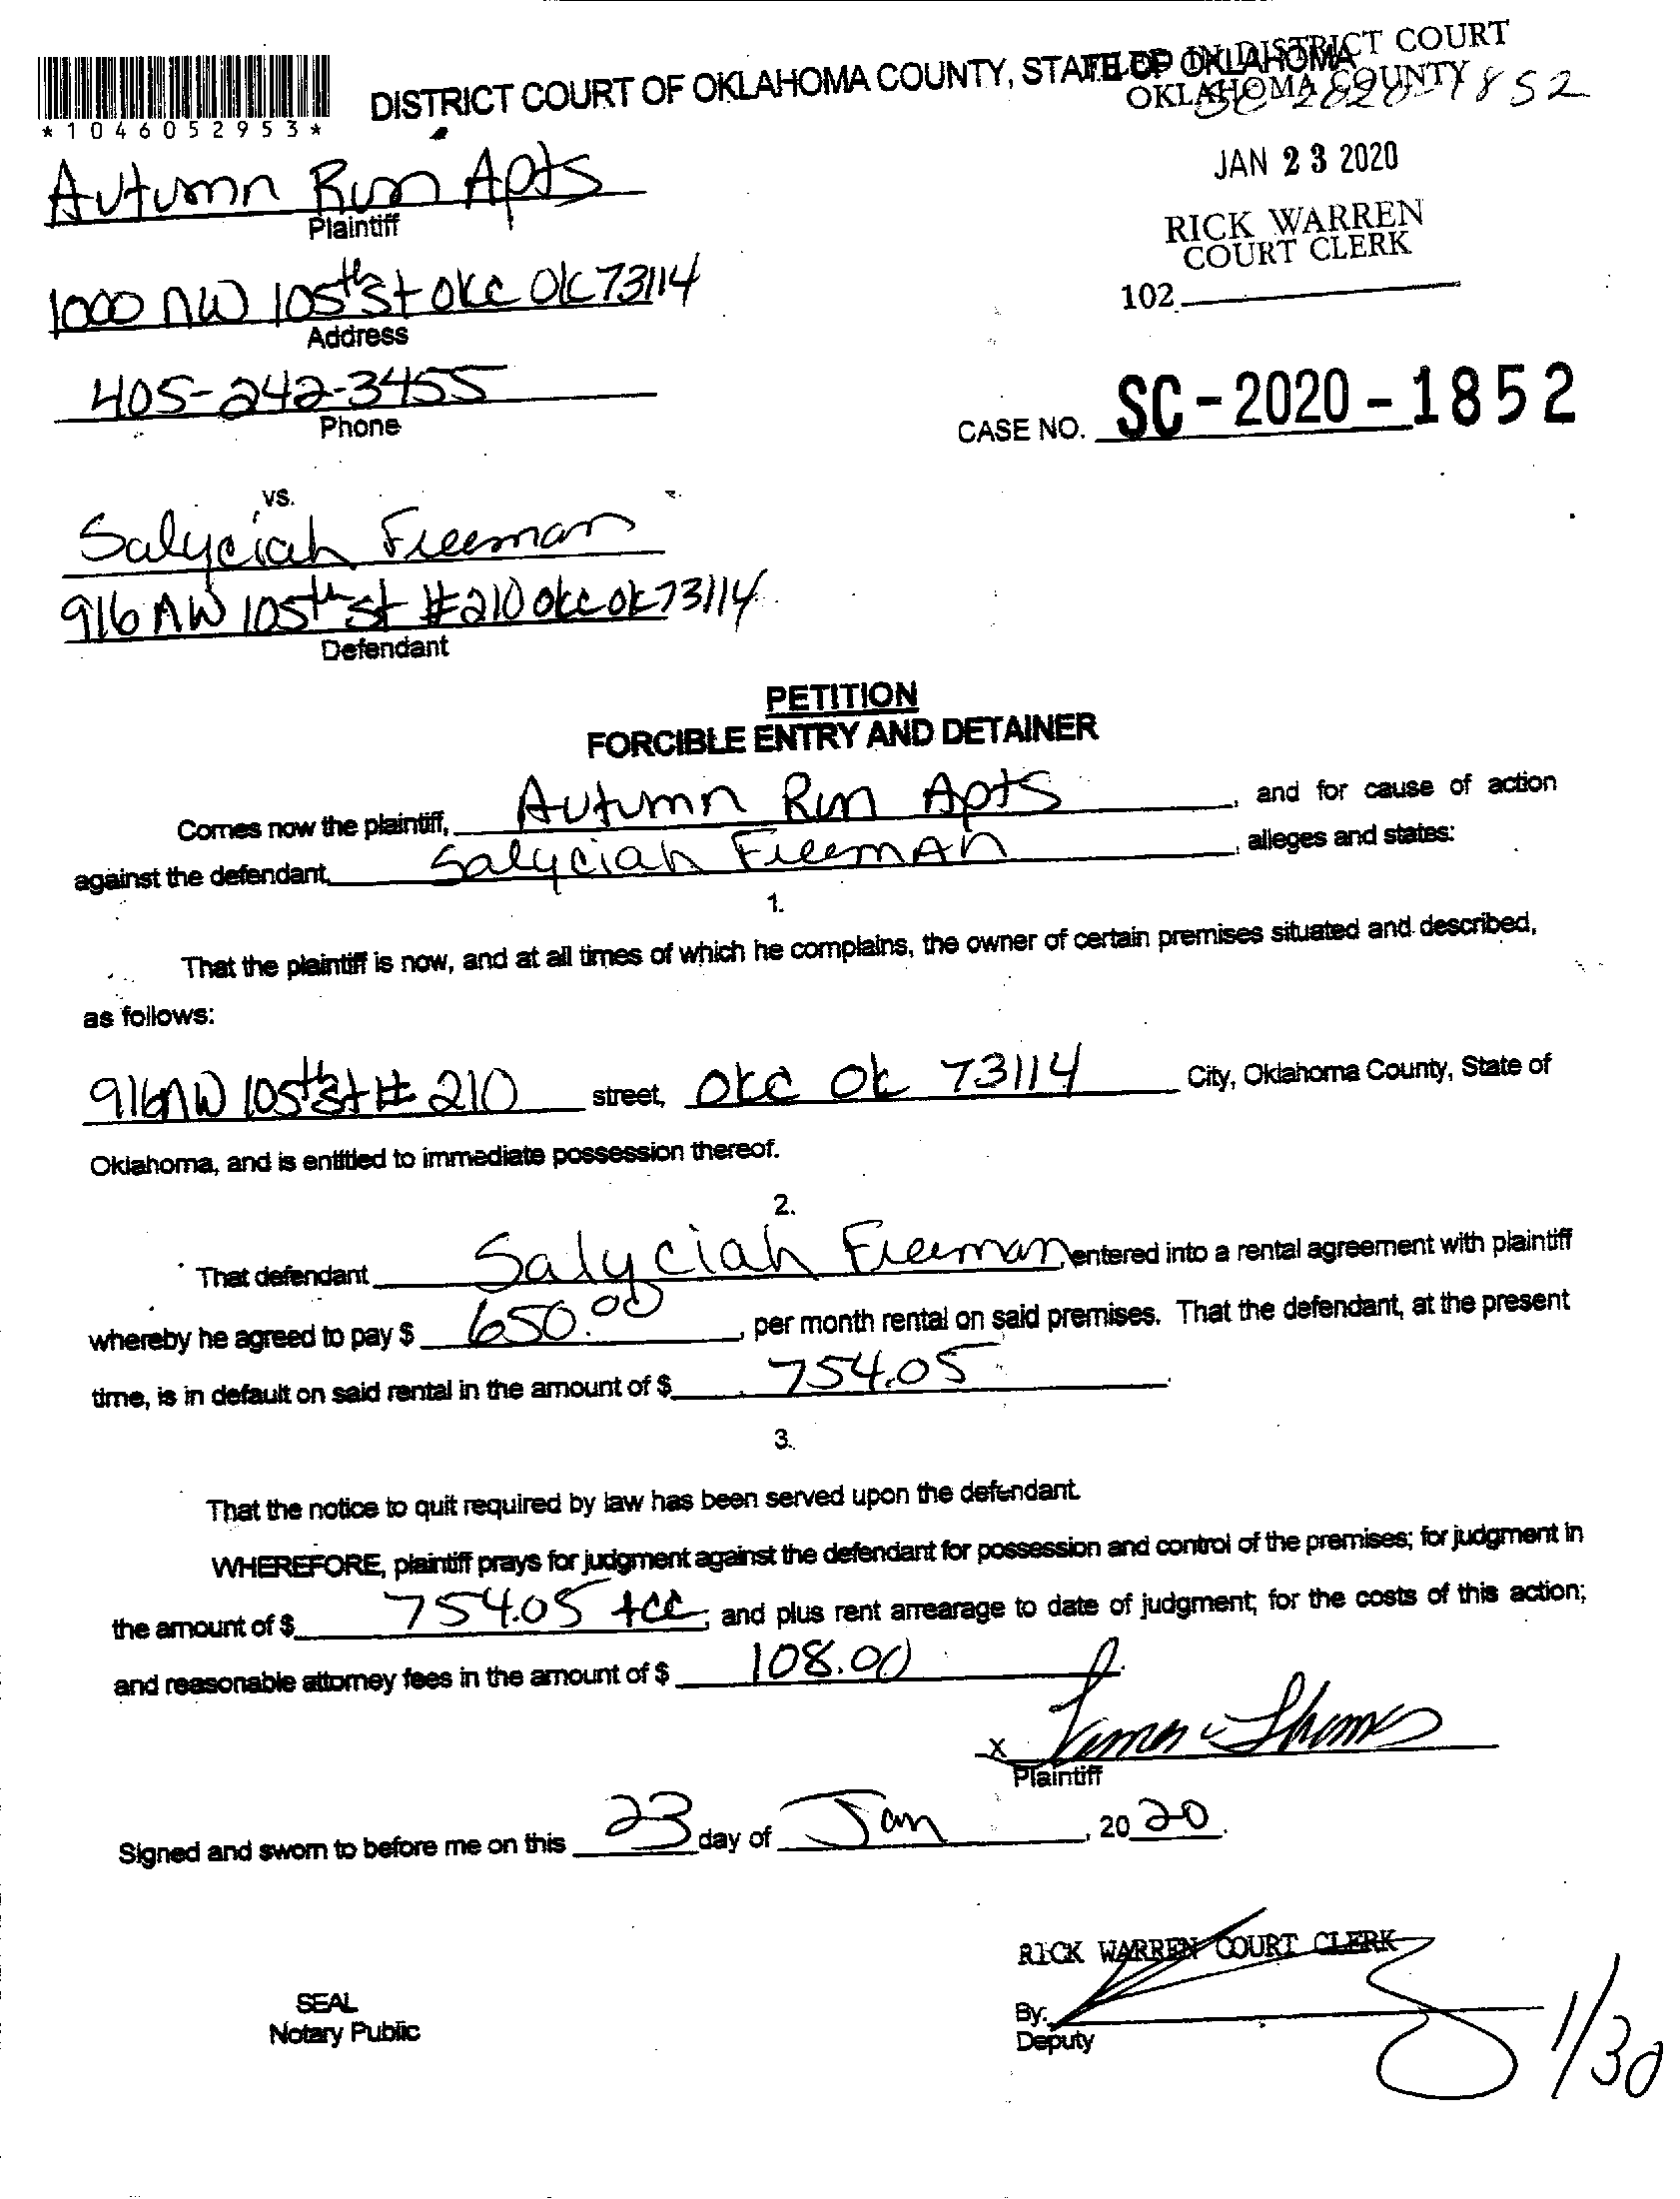 DISTRICT COURT OF OKLAHOMA COUNTY, STATE OF OKLAHOMA
FILED IN DISTRICT COURT
OKLAHOMA COUNTY
SC-2020-1852
*1046052953*
JAN 23 2020
Autumn Run Apts
Plaintiff
RICK WARREN
COURT CLERK
1000 NW 105th St OKC OK 73114
Address
102
405-242-3455
Phone
CASE NO. SC-2020-1852
vs.
Salyciah Freeman
916 NW 105th St #210 OKC OK 73114
Defendant
PETITION
FORCIBLE ENTRY AND DETAINER
Comes now the plaintiff, Autumn Run Apts, and for cause of action
against the defendant, Salyciah Freeman, alleges and states:
1.
That the plaintiff is now, and at all times of which he complains, the owner of certain premises situated and described,
as follows:
916 NW 105th St # 210 street, OKC OK 73114 City, Oklahoma County, State of
Oklahoma, and is entitled to immediate possession thereof.
2.
That defendant Salyciah Freeman entered into a rental agreement with plaintiff
whereby he agreed to pay $ 650.00, per month rental on said premises. That the defendant, at the present
time, is in default on said rental in the amount of $ 754.05.
3.
That the notice to quit required by law has been served upon the defendant.
WHEREFORE, plaintiff prays for judgment against the defendant for possession and control of the premises; for judgment in
the amount of $ 754.05 +cc; and plus rent arrearage to date of judgment; for the costs of this action;
and reasonable attorney fees in the amount of $ 108.00.
X
Plaintiff
Signed and sworn to before me on this 23 day of Jan, 2020.
RICK WARREN COURT CLERK
SEAL
Notary Public
By:
Deputy
1/30